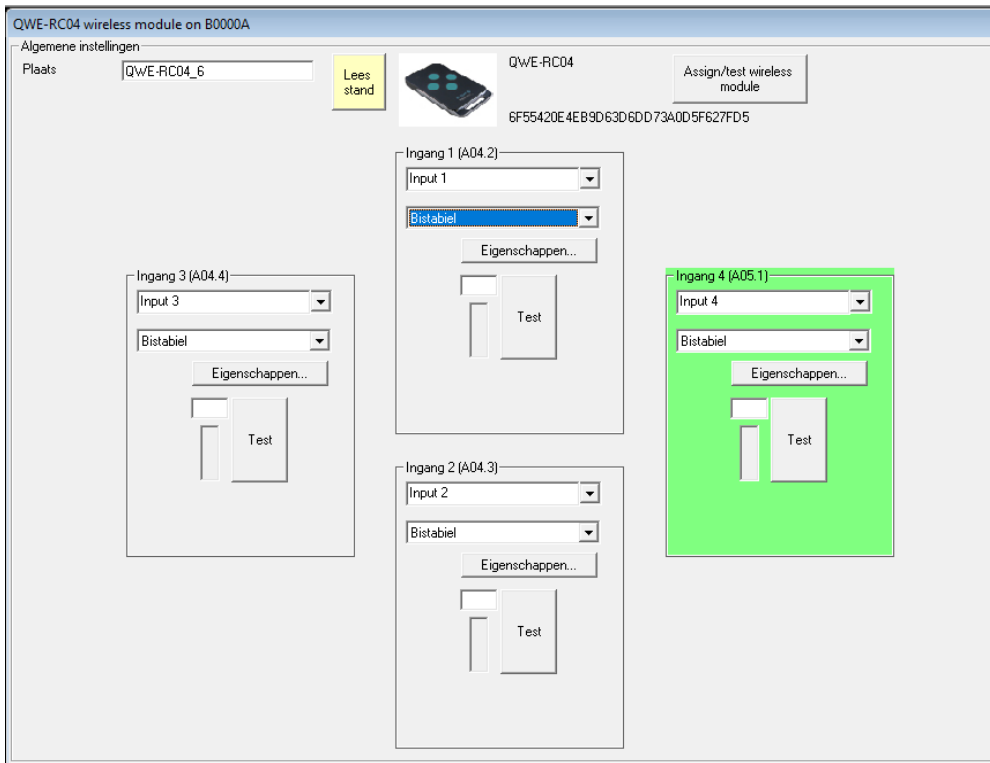 QWE-RC04 wireless module on B0000A
Algemene instellingen
Plaats
QWE-RC04_6
Lees
stand
QWE-RC04
6F55420E4EB9D63D6DD73A0D5F627FD5
Assign/test wireless
module
Ingang 1 (A04.2)
Input 1
Bistabiel
Eigenschappen...
Test
Ingang 3 (A04.4)
Input 3
Bistabiel
Eigenschappen...
Test
Ingang 4 (A05.1)
Input 4
Bistabiel
Eigenschappen...
Test
Ingang 2 (A04.3)
Input 2
Bistabiel
Eigenschappen...
Test